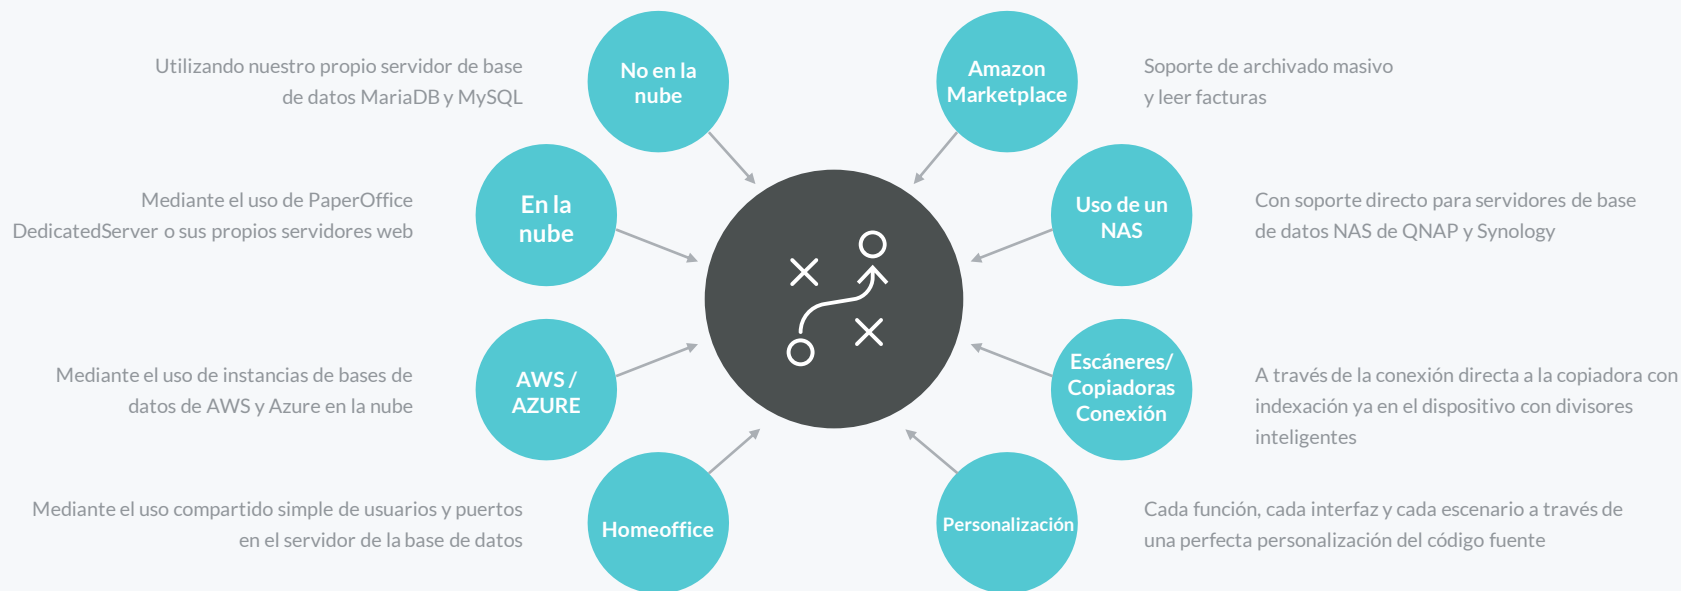 Utilizando nuestro propio servidor de base
de datos MariaDB y MySQL
No en la
nube
Amazon
Marketplace
Soporte de archivado masivo
y leer facturas
Mediante el uso de PaperOffice
DedicatedServer o sus propios servidores web
En la
nube
Uso de un
NAS
Con soporte directo para servidores de base
de datos NAS de QNAP y Synology
Mediante el uso de instancias de bases de
datos de AWS y Azure en la nube
AWS /
AZURE
Escáneres/
Copiadoras
Conexión
A través de la conexión directa a la copiadora con
indexación ya en el dispositivo con divisores
inteligentes
Mediante el uso compartido simple de usuarios y puertos
en el servidor de la base de datos
Homeoffice
Personalización
Cada función, cada interfaz y cada escenario a través de
una perfecta personalización del código fuente